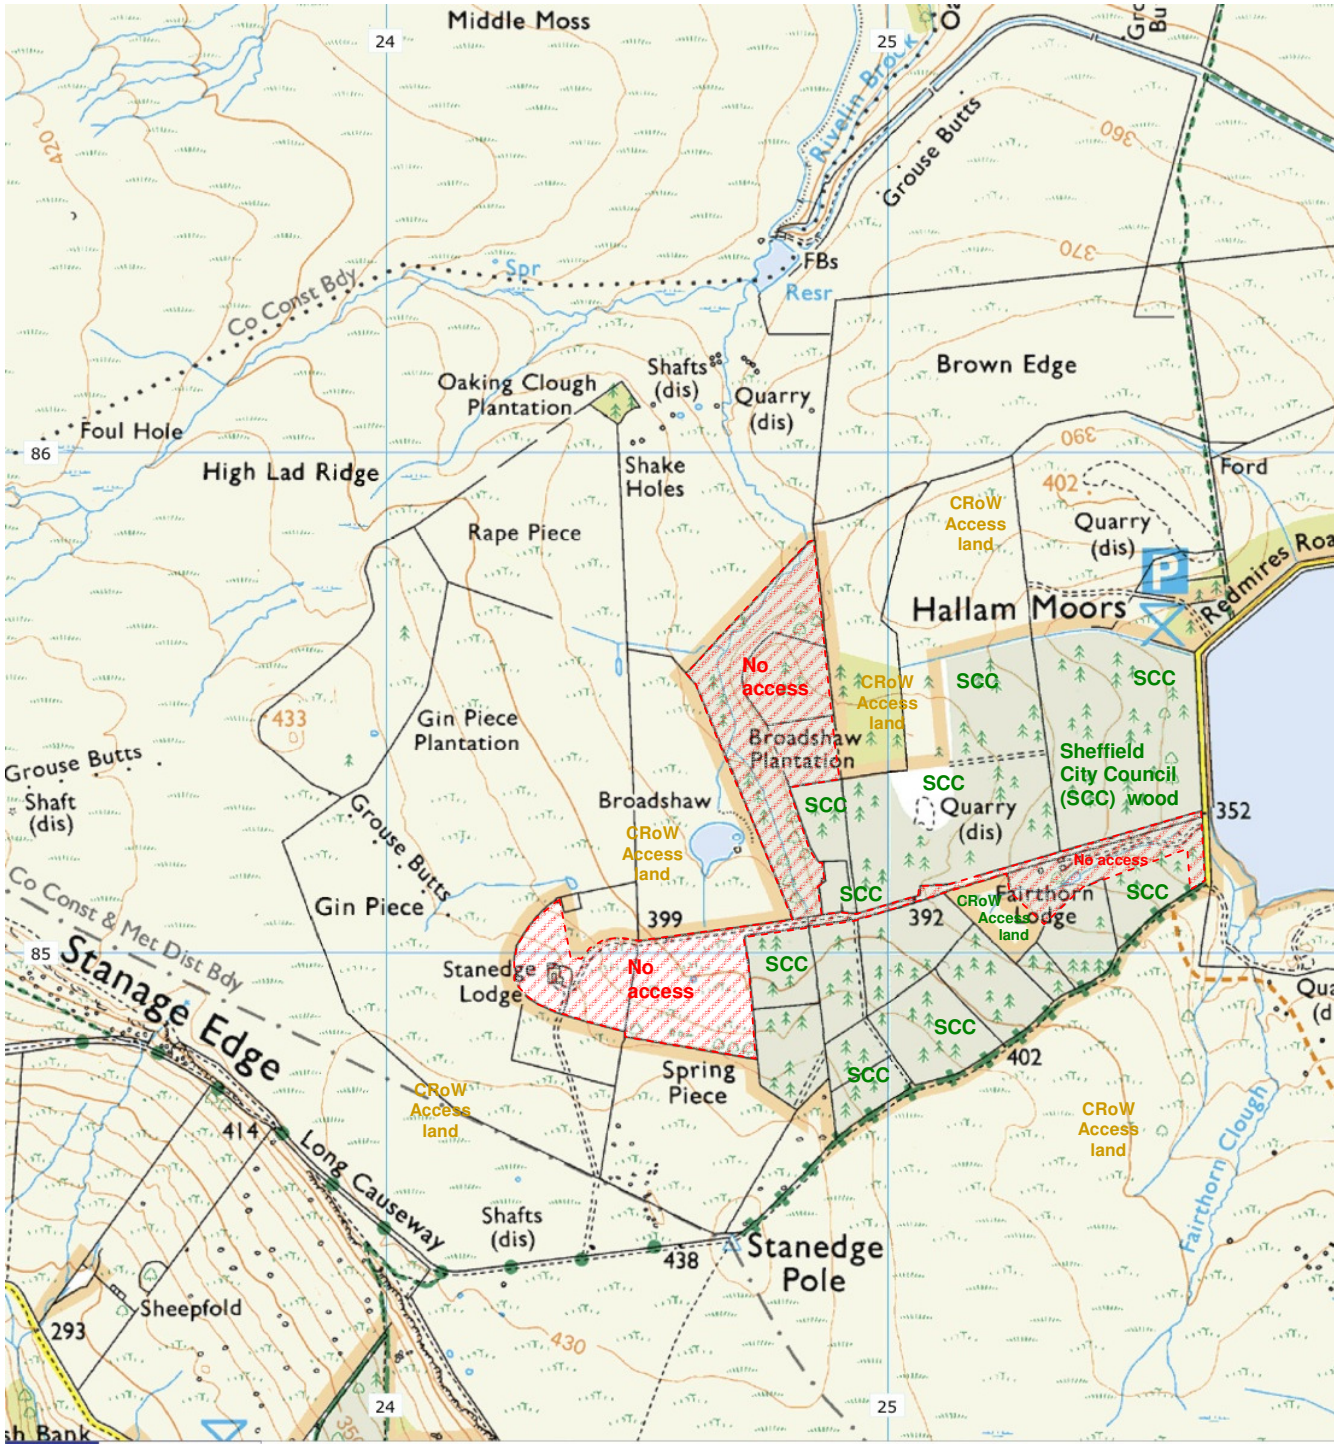 Middle Moss
24
25
Oa
Gro
Bu
Rivelin Brook
Grouse Butts
420
360
370
Spr
FBs
Resr
Co Const Bdy
Brown Edge
Oaking Clough
Plantation
Shafts
(dis)
Quarry
(dis)
390
Foul Hole
86
High Lad Ridge
Shake
Holes
Ford
402
CRoW
Access
land
Quarry
(dis)
Rape Piece
P
Redmires Roa
Hallam Moors
No
access
CRoW
Access
land
SCC
SCC
433
Gin Piece
Plantation
Broadshaw
Plantation
Sheffield
City Council
(SCC) wood
Grouse Butts
Shaft
(dis)
SCC
SCC
Quarry
(dis)
352
Broadshaw
CRoW
Access
land
Grouse Butts
No access
Co Const & Met Dist Bdy
Gin Piece
399
SCC
392
Fairthorn
Lodge
CRoW
Access
land
SCC
85
Stanage Edge
Stanedge
Lodge
No
access
SCC
Qua
(d
SCC
402
Spring
Piece
SCC
CRoW
Access
land
CRoW
Access
land
414
Long Causeway
Fairthorn Clough
Shafts
(dis)
438
Stanedge
Pole
Sheepfold
293
430
24
25
350
sh Bank